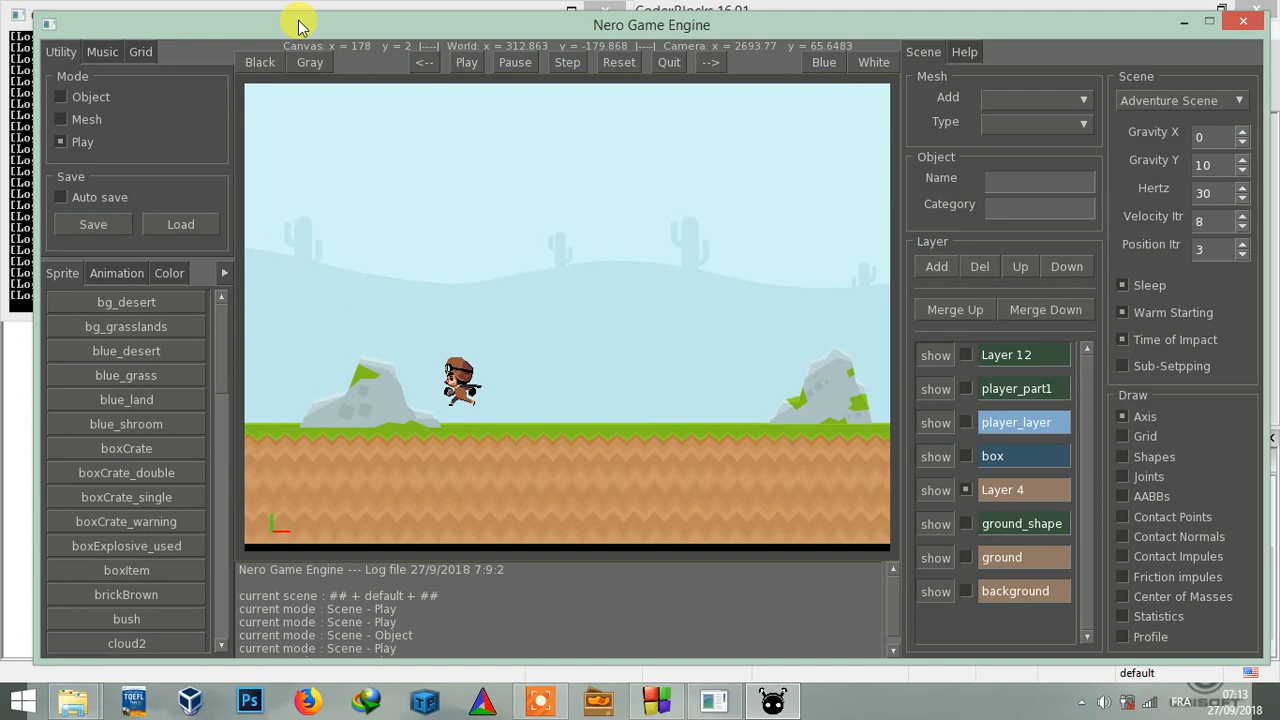 CoderBlocks 16.01
Nero Game Engine
Utility Music Grid
Canvas: x = 178 y = 2 |----| World: x = 312.863 y = -179.868 |----| Camera: x = 2693.77 y = 65.6483
Scene Help
Black Gray <-- Play Pause Step Reset Quit --> Blue White
Mode
Object
Mesh
Play
Save
Auto save
Save Load
Sprite Animation Color
bg_desert
bg_grasslands
blue_desert
blue_grass
blue_land
blue_shroom
boxCrate
boxCrate_double
boxCrate_single
boxCrate_warning
boxExplosive_used
boxItem
brickBrown
bush
cloud2
Nero Game Engine --- Log file 27/9/2018 7:9:2
current scene : ## + default + ##
current mode : Scene - Play
current mode : Scene - Play
current mode : Scene - Object
current mode : Scene - Play
Mesh
Add
Type
Object
Name
Category
Layer
Add Del Up Down
Merge Up Merge Down
show Layer 12
show player_part1
show player_layer
show box
show Layer 4
show ground_shape
show ground
show background
Scene
Adventure Scene
Gravity X 0
Gravity Y 10
Hertz 30
Velocity Itr 8
Position Itr 3
Sleep
Warm Starting
Time of Impact
Sub-Setpping
Draw
Axis
Grid
Shapes
Joints
AABBs
Contact Points
Contact Normals
Contact Impules
Friction impules
Center of Masses
Statistics
Profile
default
FRA
07:13
27/09/2018